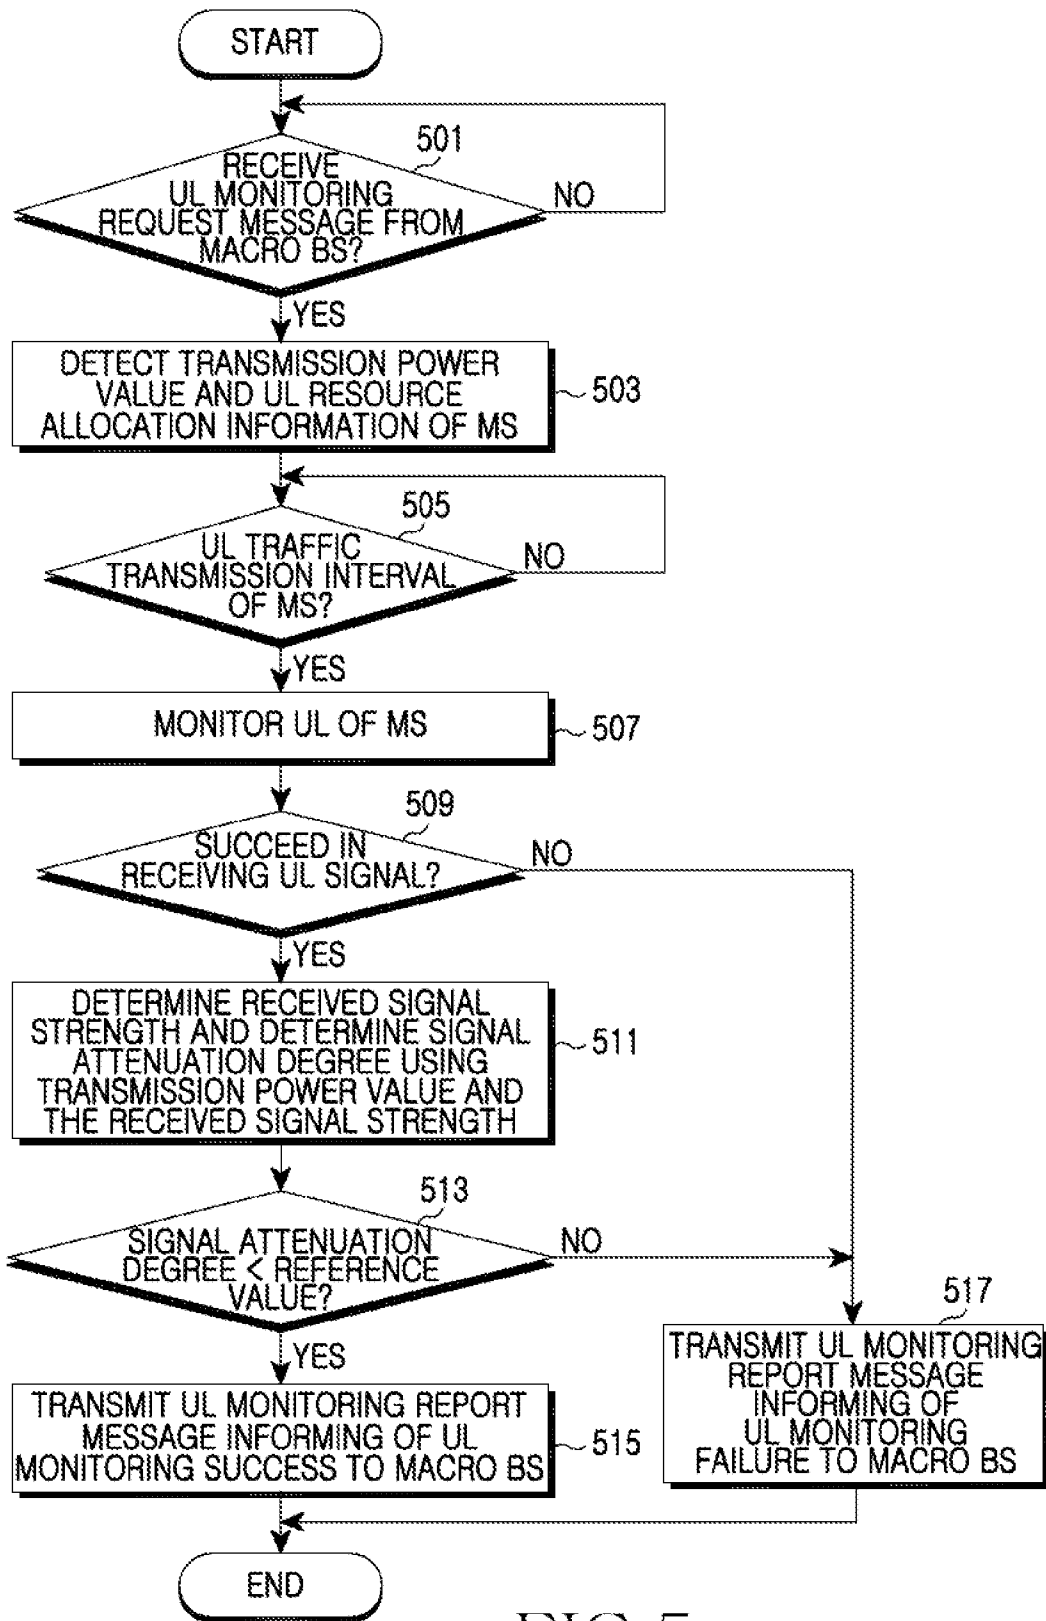 START
501
RECEIVE
UL MONITORING
REQUEST MESSAGE FROM
MACRO BS?
NO
YES
DETECT TRANSMISSION POWER
VALUE AND UL RESOURCE
ALLOCATION INFORMATION OF MS
503
505
UL TRAFFIC
TRANSMISSION INTERVAL
OF MS?
NO
YES
MONITOR UL OF MS
507
509
SUCCEED IN
RECEIVING UL SIGNAL?
NO
YES
DETERMINE RECEIVED SIGNAL
STRENGTH AND DETERMINE SIGNAL
ATTENUATION DEGREE USING
TRANSMISSION POWER VALUE AND
THE RECEIVED SIGNAL STRENGTH
511
513
SIGNAL ATTENUATION
DEGREE < REFERENCE
VALUE?
NO
YES
517
TRANSMIT UL MONITORING
REPORT MESSAGE
INFORMING OF
UL MONITORING
FAILURE TO MACRO BS
TRANSMIT UL MONITORING REPORT
MESSAGE INFORMING OF UL
MONITORING SUCCESS TO MACRO BS
515
END